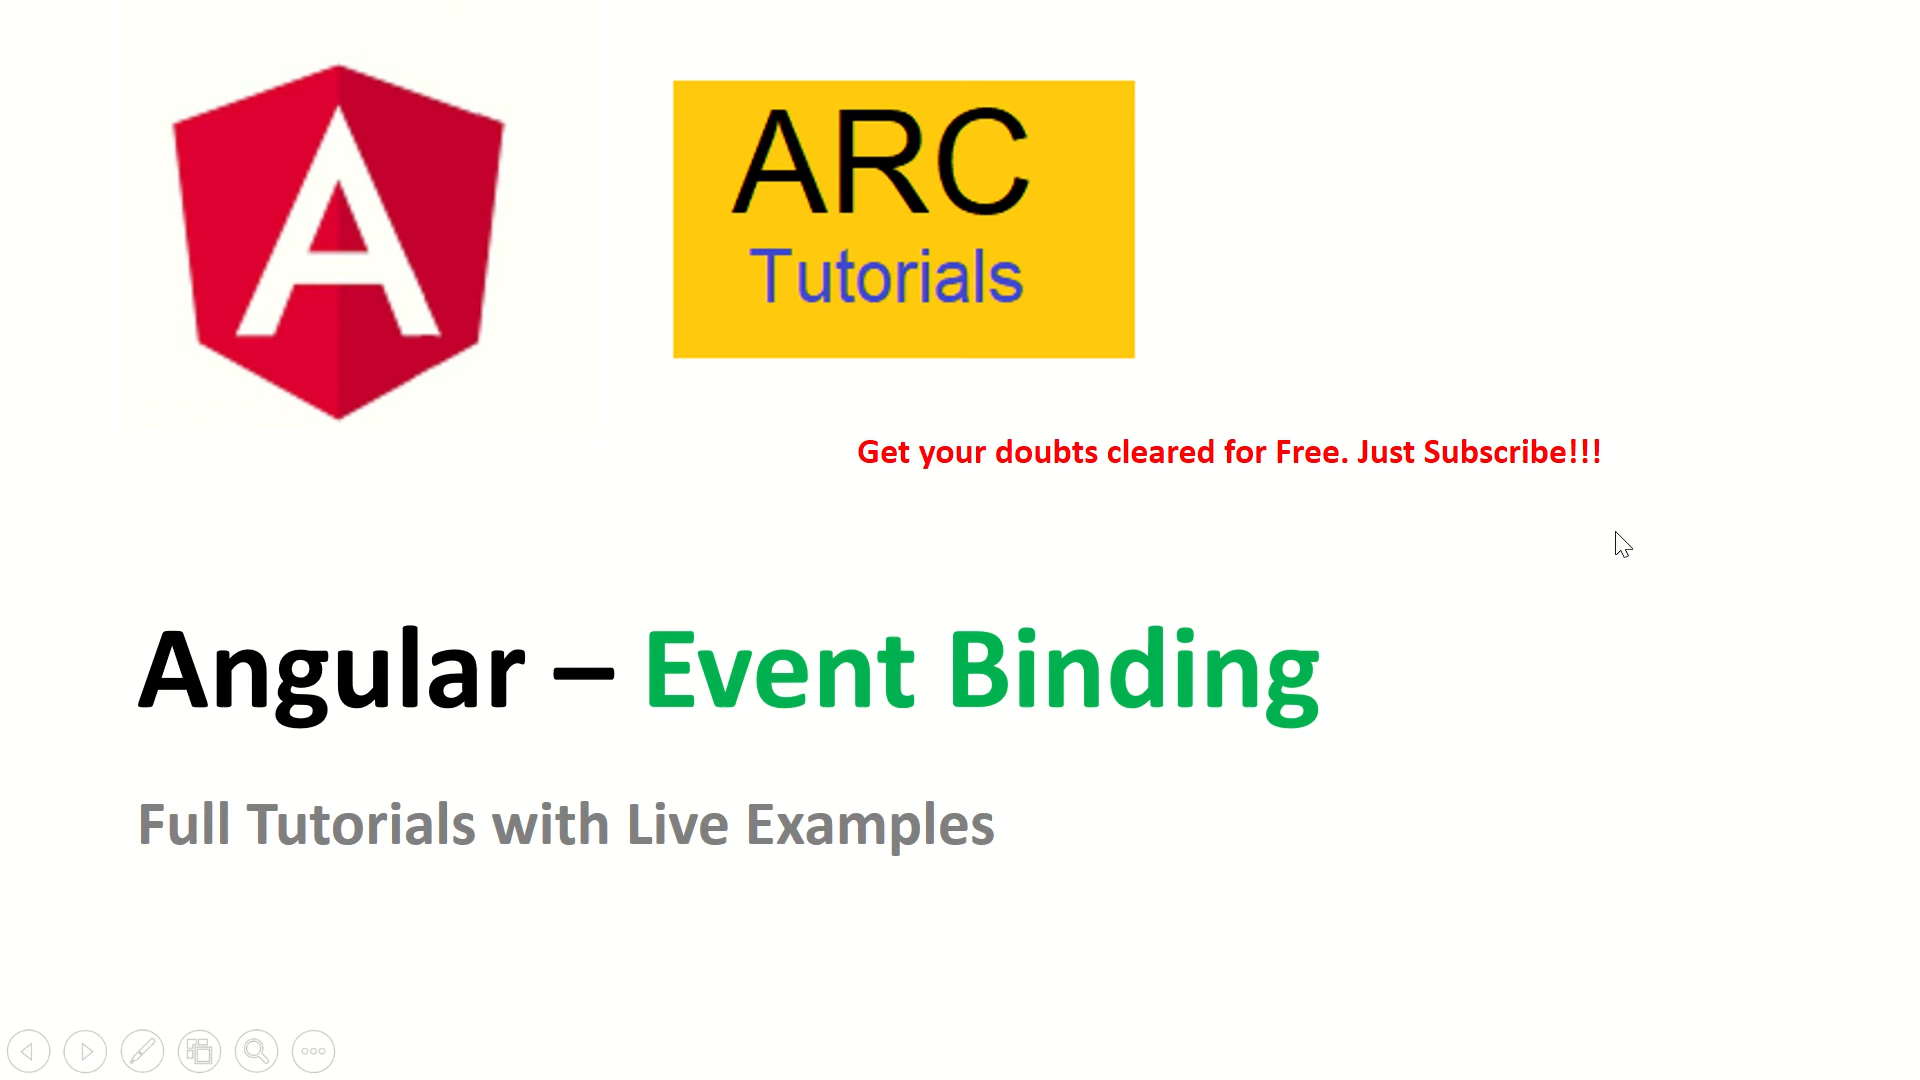 ARC
Tutorials
Get your doubts cleared for Free. Just Subscribe!!!
Angular – Event Binding
Full Tutorials with Live Examples